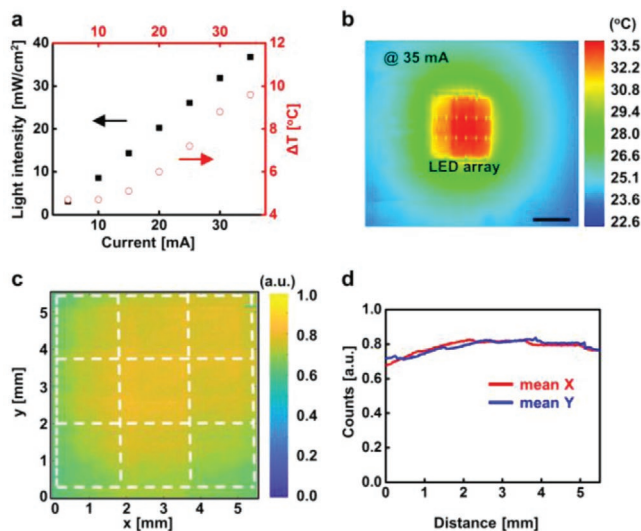 a
10 20 30
40
30
20
10
0
12
10
8
6
4
Light intensity [mW/cm²]
ΔT [°C]
10 20 30
Current [mA]
b
(°C)
@ 35 mA
LED array
33.5
32.1
30.7
29.3
28.0
26.6
25.1
23.6
22.6
c
(a.u.)
1.0
0.8
0.6
0.4
0.2
0.0
5
4
3
2
1
0
y [mm]
0 1 2 3 4 5
x [mm]
d
1.0
0.8
0.6
0.4
0.2
0.0
Counts [a.u.]
mean X
mean Y
0 1 2 3 4 5
Distance [mm]